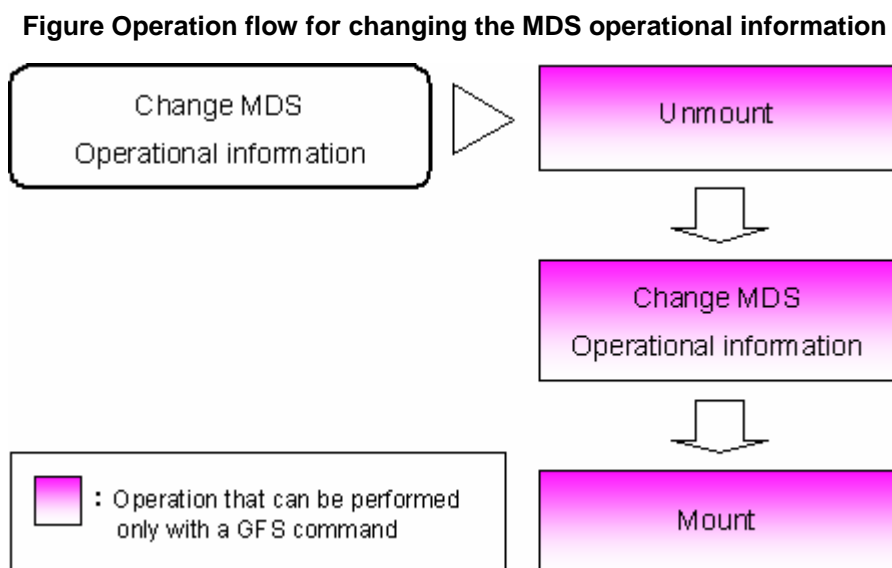 Figure Operation flow for changing the MDS operational information
Change MDS
Operational information
Unmount
Change MDS
Operational information
Mount
: Operation that can be performed
only with a GFS command